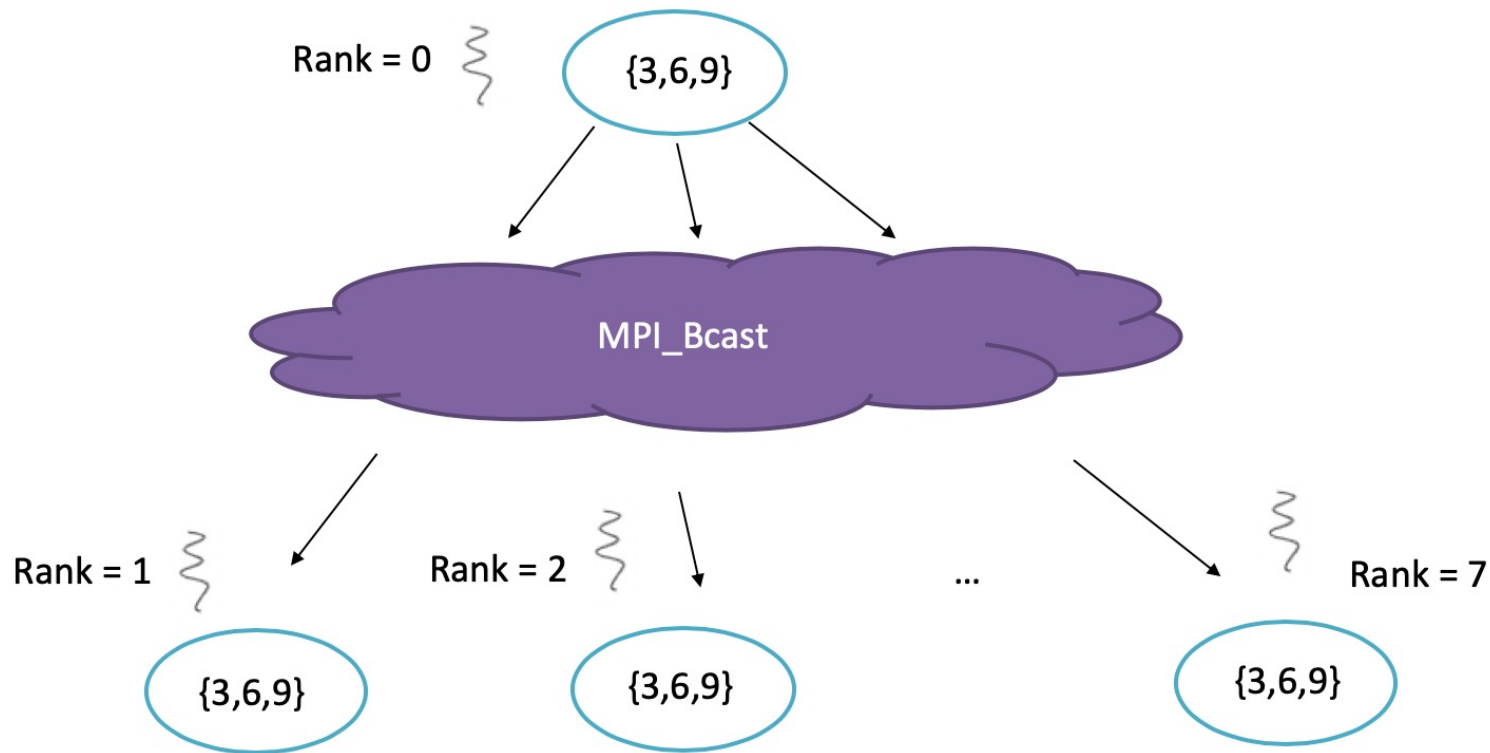 Rank = 0
{3,6,9}
MPI_Bcast
Rank = 1
Rank = 2
...
Rank = 7
{3,6,9}
{3,6,9}
{3,6,9}